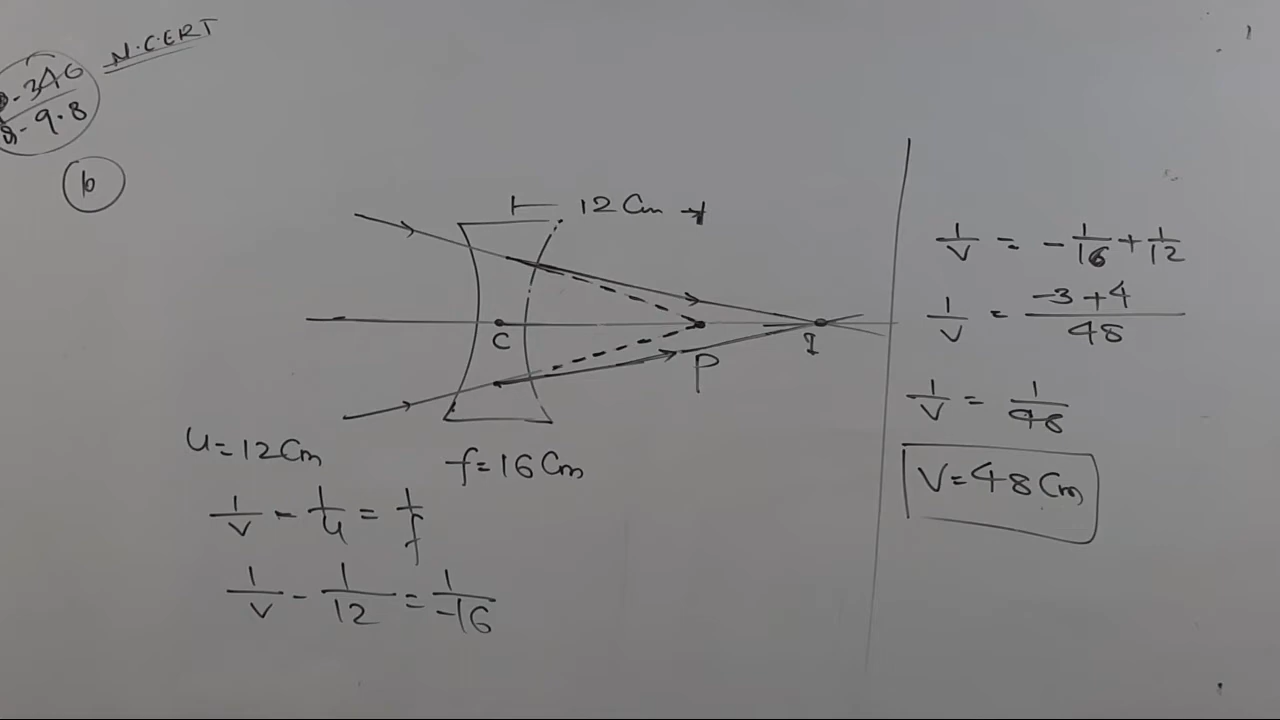 N.C.E.R.T
9.8
b
12 Cm
C
P
I
U = 12 Cm
f = 16 Cm
1/v - 1/u = 1/f
1/v - 1/12 = 1/-16
1/v = - 1/16 + 1/12
1/v = -3 + 4/48
1/v = 1/48
V = 48 Cm